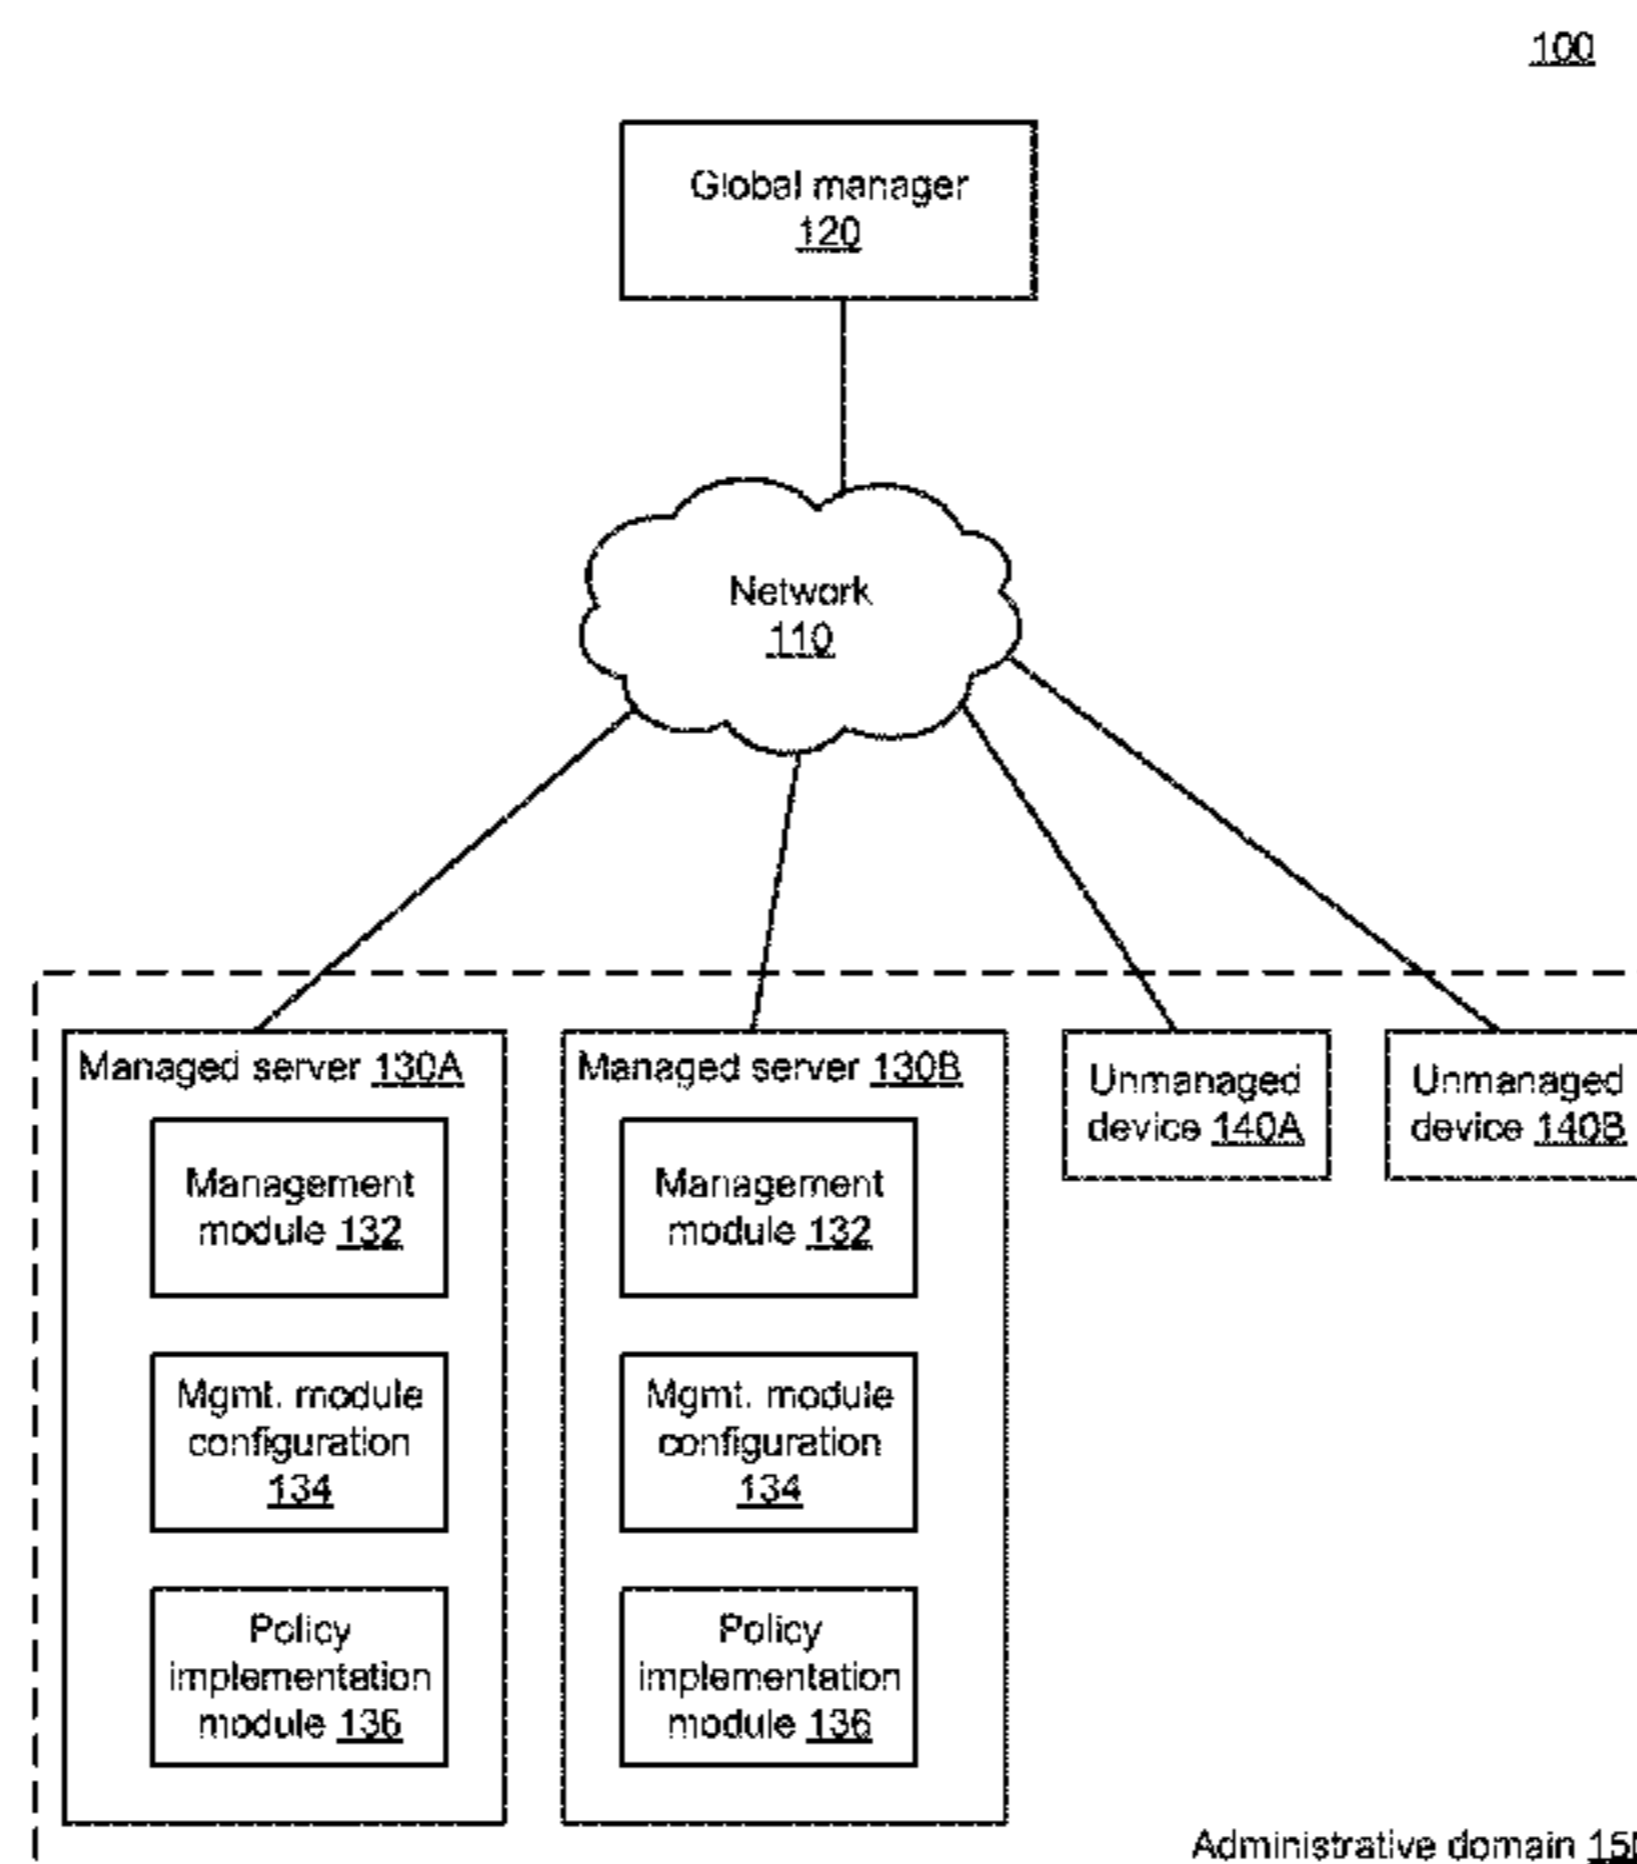 100
Global manager
120
Network
110
Managed server 130A
Management
module 132
Mgmt. module
configuration
134
Policy
implementation
module 136
Managed server 130B
Management
module 132
Mgmt. module
configuration
134
Policy
implementation
module 136
Unmanaged
device 140A
Unmanaged
device 140B
Administrative domain